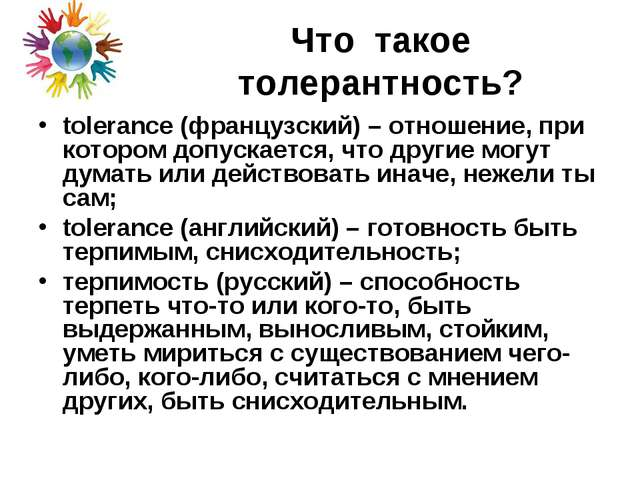 Что такое
толерантность?
• tolerance (французский) – отношение, при
котором допускается, что другие могут
думать или действовать иначе, нежели ты
сам;
• tolerance (английский) – готовность быть
терпимым, снисходительность;
• терпимость (русский) – способность
терпеть что-то или кого-то, быть
выдержанным, выносливым, стойким,
уметь мириться с существованием чего-
либо, кого-либо, считаться с мнением
других, быть снисходительным.